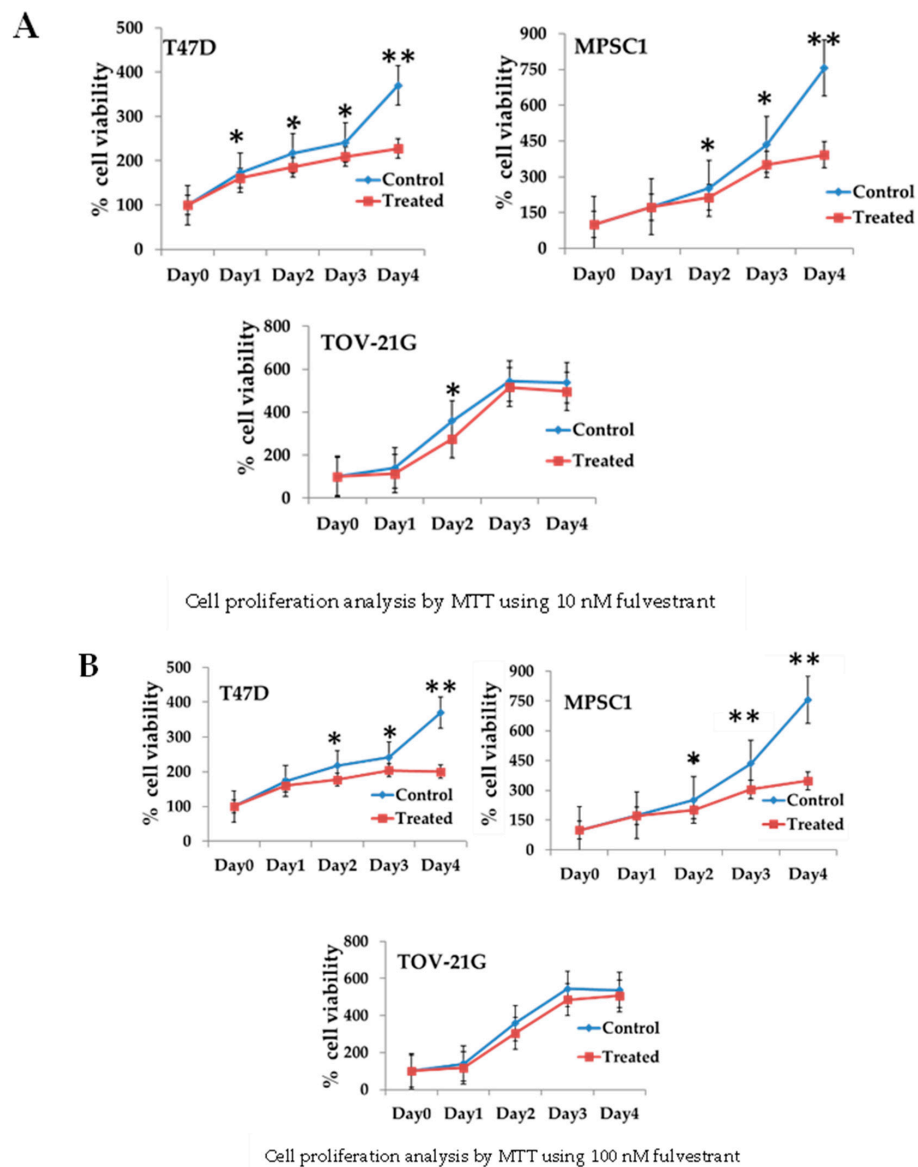 A
T47D
500
400
300
200
100
0
% cell viability
*
*
*
**
Control
Treated
Day0 Day1 Day2 Day3 Day4
MPSC1
900
750
600
450
300
150
0
% cell viability
*
*
**
Control
Treated
Day0 Day1 Day2 Day3 Day4
TOV-21G
800
600
400
200
0
% cell viability
*
Control
Treated
Day0 Day1 Day2 Day3 Day4
Cell proliferation analysis by MTT using 10 nM fulvestrant
B
T47D
500
400
300
200
100
0
% cell viability
*
*
**
Control
Treated
Day0 Day1 Day2 Day3 Day4
MPSC1
900
750
600
450
300
150
0
% cell viability
*
**
**
Control
Treated
Day0 Day1 Day2 Day3 Day4
TOV-21G
800
600
400
200
0
% cell viability
Control
Treated
Day0 Day1 Day2 Day3 Day4
Cell proliferation analysis by MTT using 100 nM fulvestrant